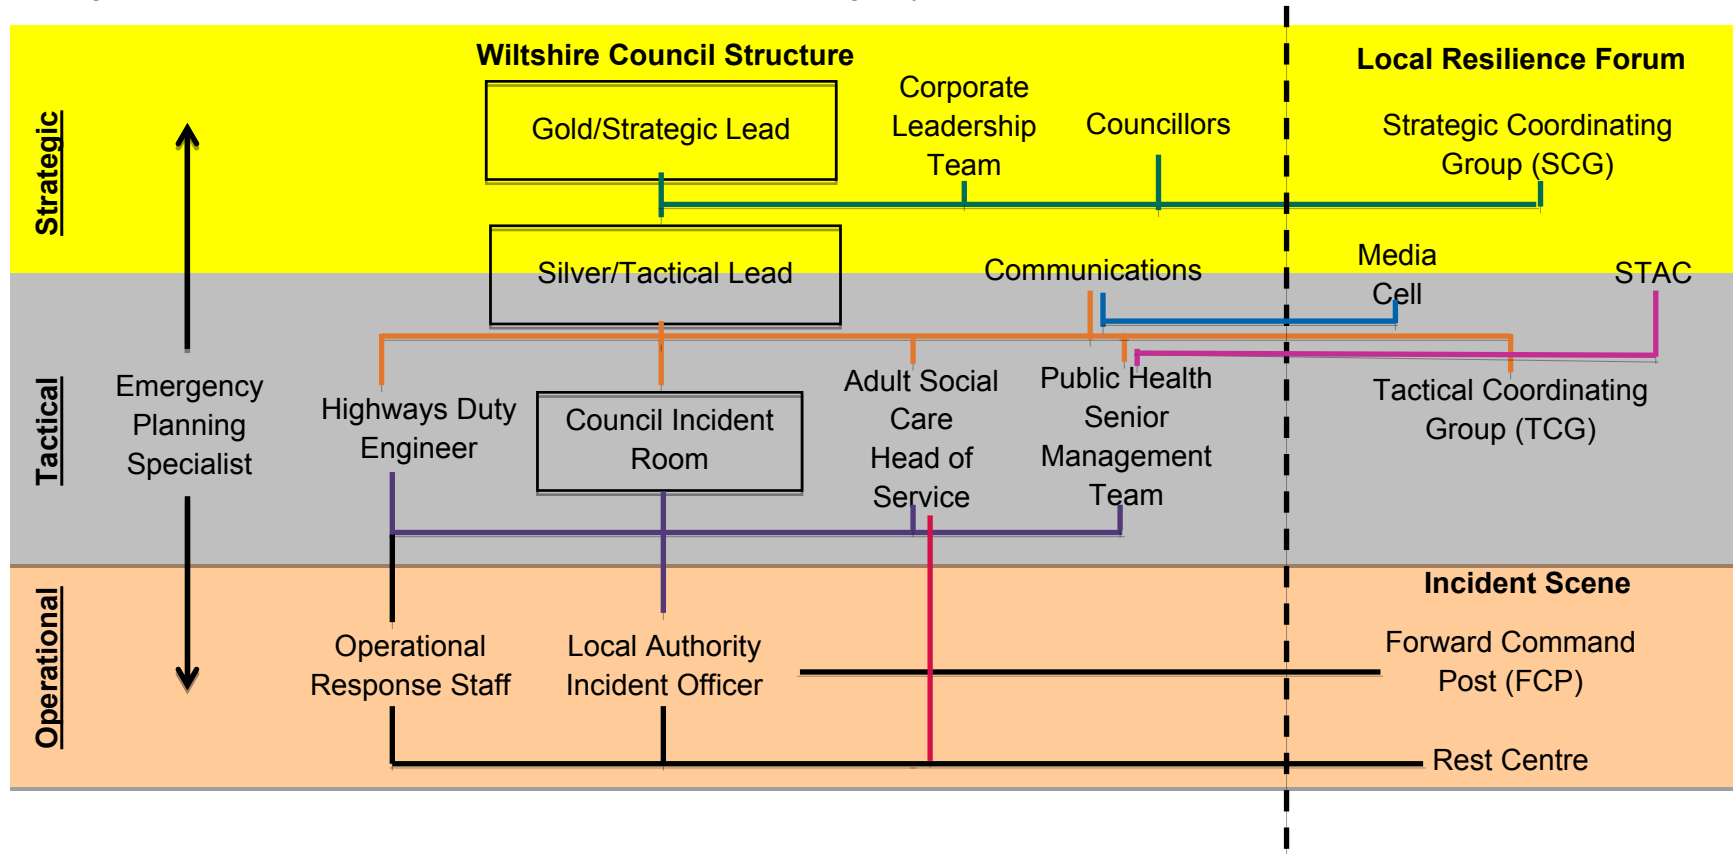 Wiltshire Council Structure
Local Resilience Forum
Strategic
Gold/Strategic Lead
Corporate
Leadership
Team
Councillors
Strategic Coordinating
Group (SCG)
Silver/Tactical Lead
Communications
Media
Cell
STAC
Tactical
Emergency
Planning
Specialist
Highways Duty
Engineer
Council Incident
Room
Adult Social
Care
Head of
Service
Public Health
Senior
Management
Team
Tactical Coordinating
Group (TCG)
Operational
Incident Scene
Operational
Response Staff
Local Authority
Incident Officer
Forward Command
Post (FCP)
Rest Centre